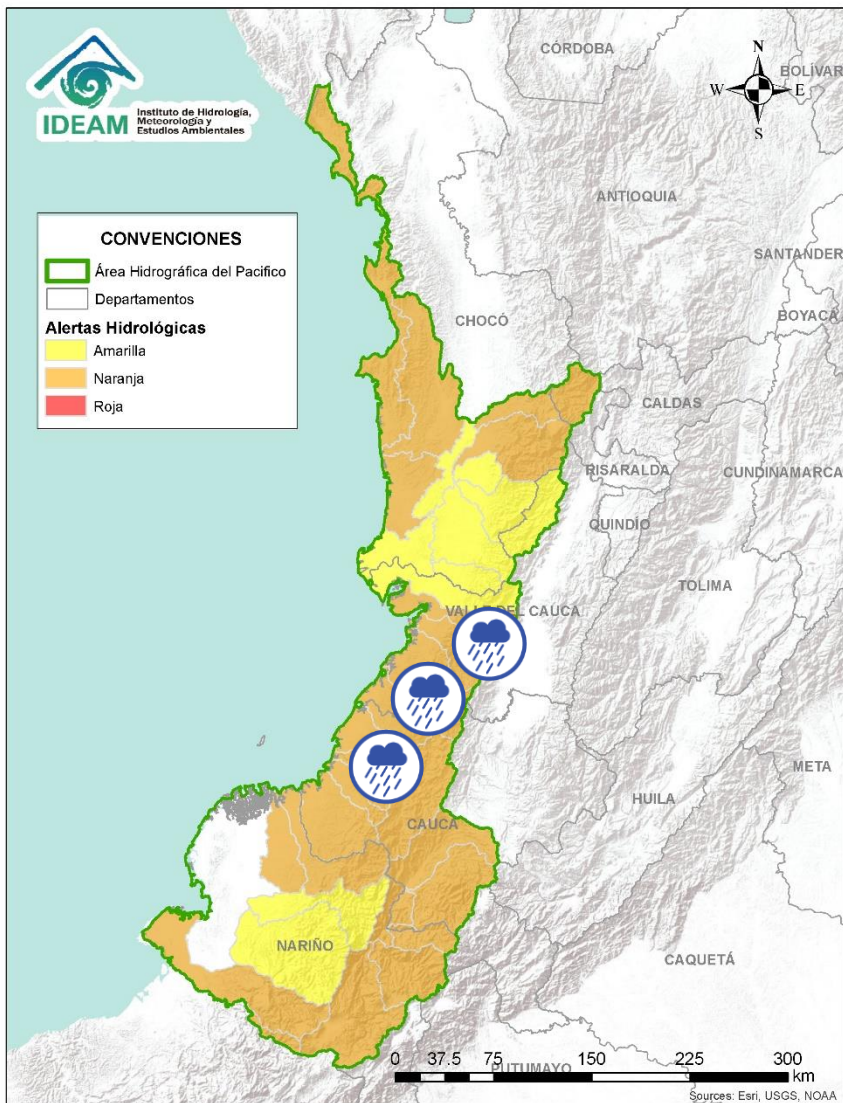 IDEAM
Instituto de Hidrología,
Meteorología y
Estudios Ambientales
N
W
E
S
CÓRDOBA
BOLÍVAR
ANTIOQUIA
SANTANDER
BOYACA
CHOCÓ
CALDAS
RISARALDA
CUNDINAMARCA
QUINDÍO
TOLIMA
VALLE DEL CAUCA
META
HUILA
CAUCA
NARIÑO
CAQUETÁ
PUTUMAYO
CONVENCIONES
Área Hidrográfica del Pacifico
Departamentos
Alertas Hidrológicas
Amarilla
Naranja
Roja
0 37.5 75 150 225 300
km
Sources: Esri, USGS, NOAA